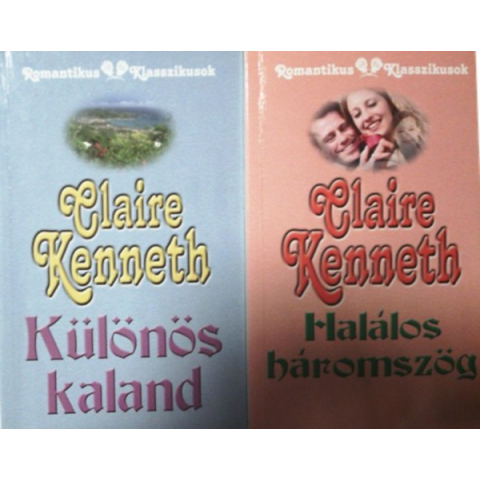 Romantikus Klasszikusok
Claire
Kenneth
Különös
kaland
Romantikus Klasszikusok
Claire
Kenneth
Halálos
háromszög